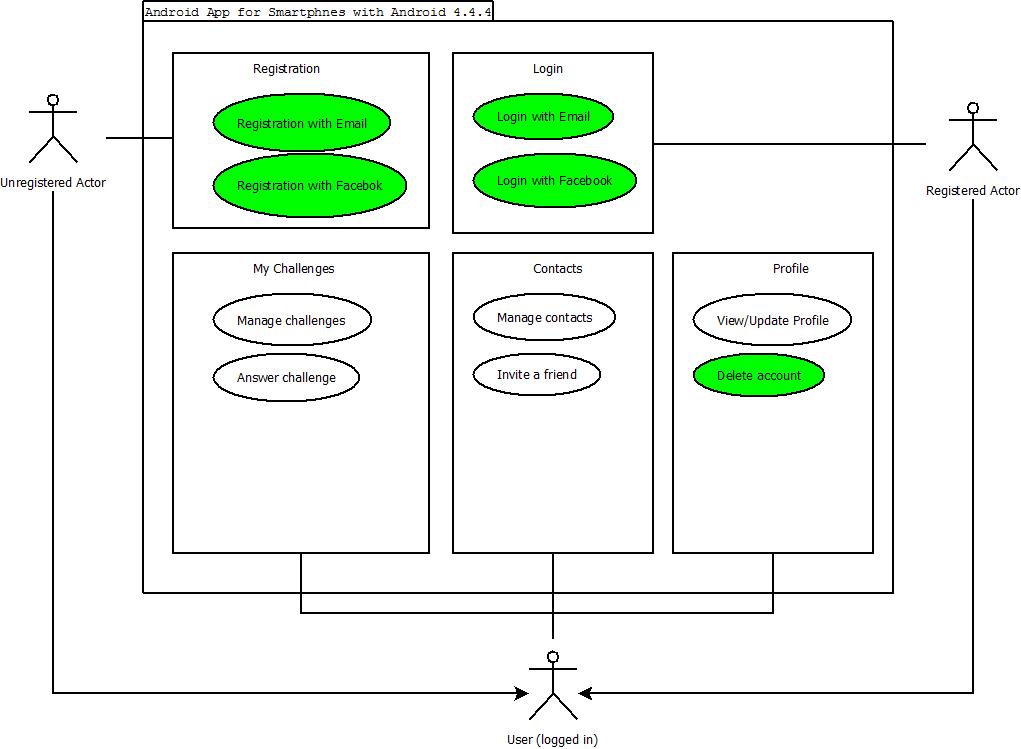 Android App for Smartphnes with Android 4.4.4
Registration
Login
Registration with Email
Login with Email
Registration with Facebok
Login with Facebook
Unregistered Actor
Registered Actor
My Challenges
Contacts
Profile
Manage challenges
Manage contacts
View/Update Profile
Answer challenge
Invite a friend
Delete account
User (logged in)